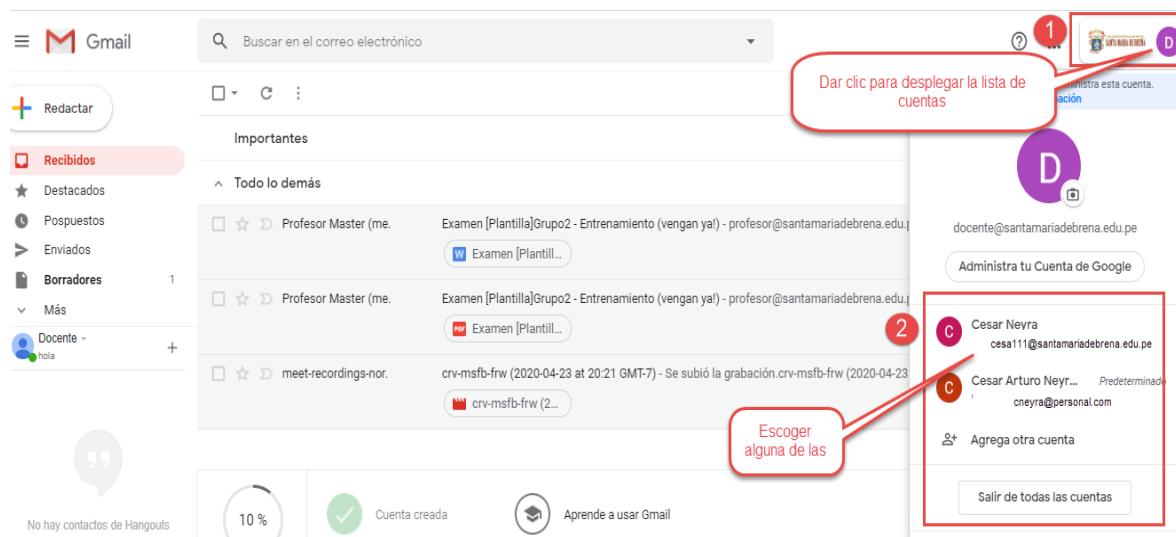 Gmail
Buscar en el correo electrónico
1
SANTA MARIA DE BREÑA
D
Dar clic para desplegar la lista de
cuentas
ministra esta cuenta.
ación
Redactar
Importantes
Recibidos
Destacados
Todo lo demás
D
Pospuestos
Profesor Master (me.
Examen [Plantilla]Grupo2 - Entrenamiento (vengan ya!) - profesor@santamariadebrena.edu.p
docente@santamariadebrena.edu.pe
Enviados
W Examen [Plantill...
Administra tu Cuenta de Google
Borradores 1
Más
Profesor Master (me.
Examen [Plantilla]Grupo2 - Entrenamiento (vengan ya!) - profesor@santamariadebrena.edu.p
PDF Examen [Plantill...
2
C Cesar Neyra
cesa111@santamariadebrena.edu.pe
Docente
hola
meet-recordings-nor.
crv-msfb-frw (2020-04-23 at 20:21 GMT-7) - Se subió la grabación.crv-msfb-frw (2020-04-23
crv-msfb-frw (2...
C Cesar Arturo Neyr... Predeterminado
cneyra@personal.com
Escoger
alguna de las
Agrega otra cuenta
Salir de todas las cuentas
10 %
Cuenta creada
Aprende a usar Gmail
No hay contactos de Hangouts